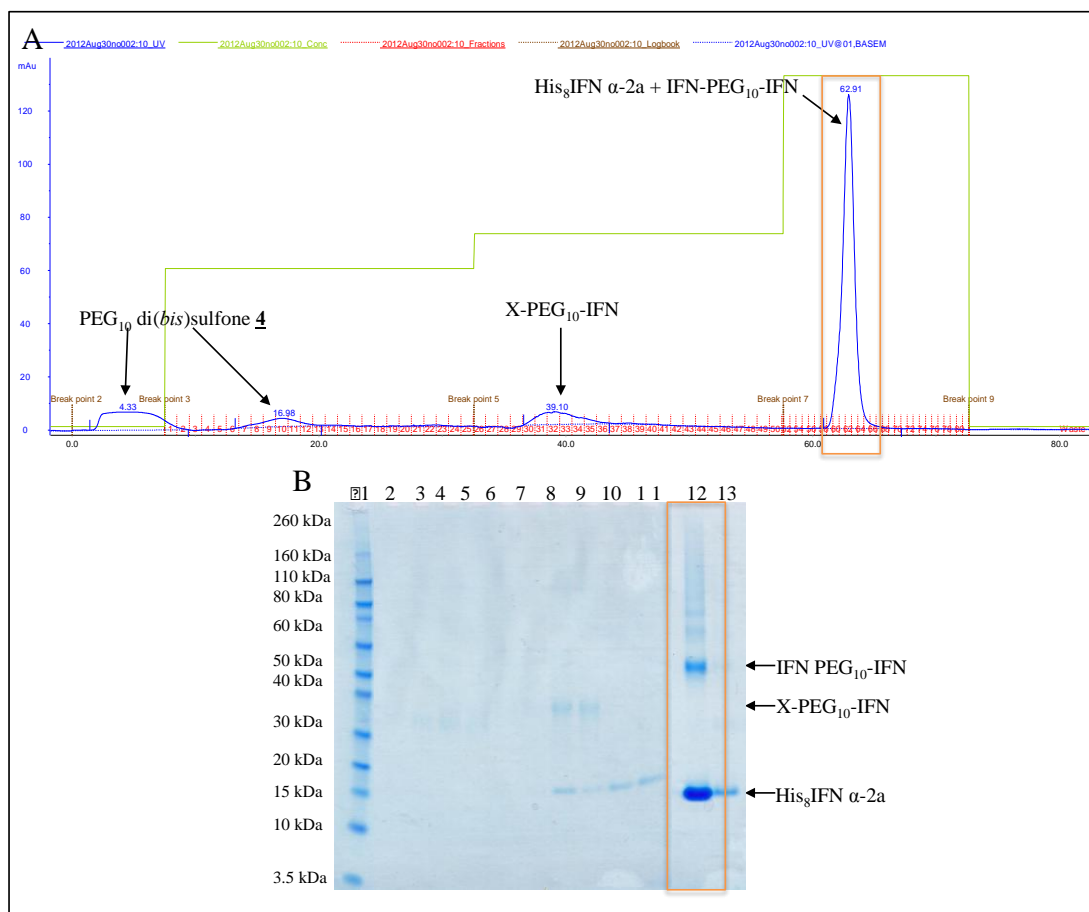 A
2012Aug30no002:10_UV 2012Aug30no002:10_Conc 2012Aug30no002:10_Fractions 2012Aug30no002:10_Logbook 2012Aug30no002:10_UV@01,BASEM
mAu
His₈IFN α-2a + IFN-PEG₁₀-IFN
62.91
120
100
80
60
40
20
0
PEG₁₀ di(bis)sulfone 4
X-PEG₁₀-IFN
Break point 2 Break point 3 Break point 5 Break point 7 Break point 9
4.33 16.98 39.10
Waste
0.0 20.0 40.0 60.0 80.0
B
1 2 3 4 5 6 7 8 9 10 1 1 12 13
260 kDa
160 kDa
110 kDa
80 kDa
60 kDa
50 kDa
40 kDa
30 kDa
20 kDa
15 kDa
10 kDa
3.5 kDa
IFN PEG₁₀-IFN
X-PEG₁₀-IFN
His₈IFN α-2a